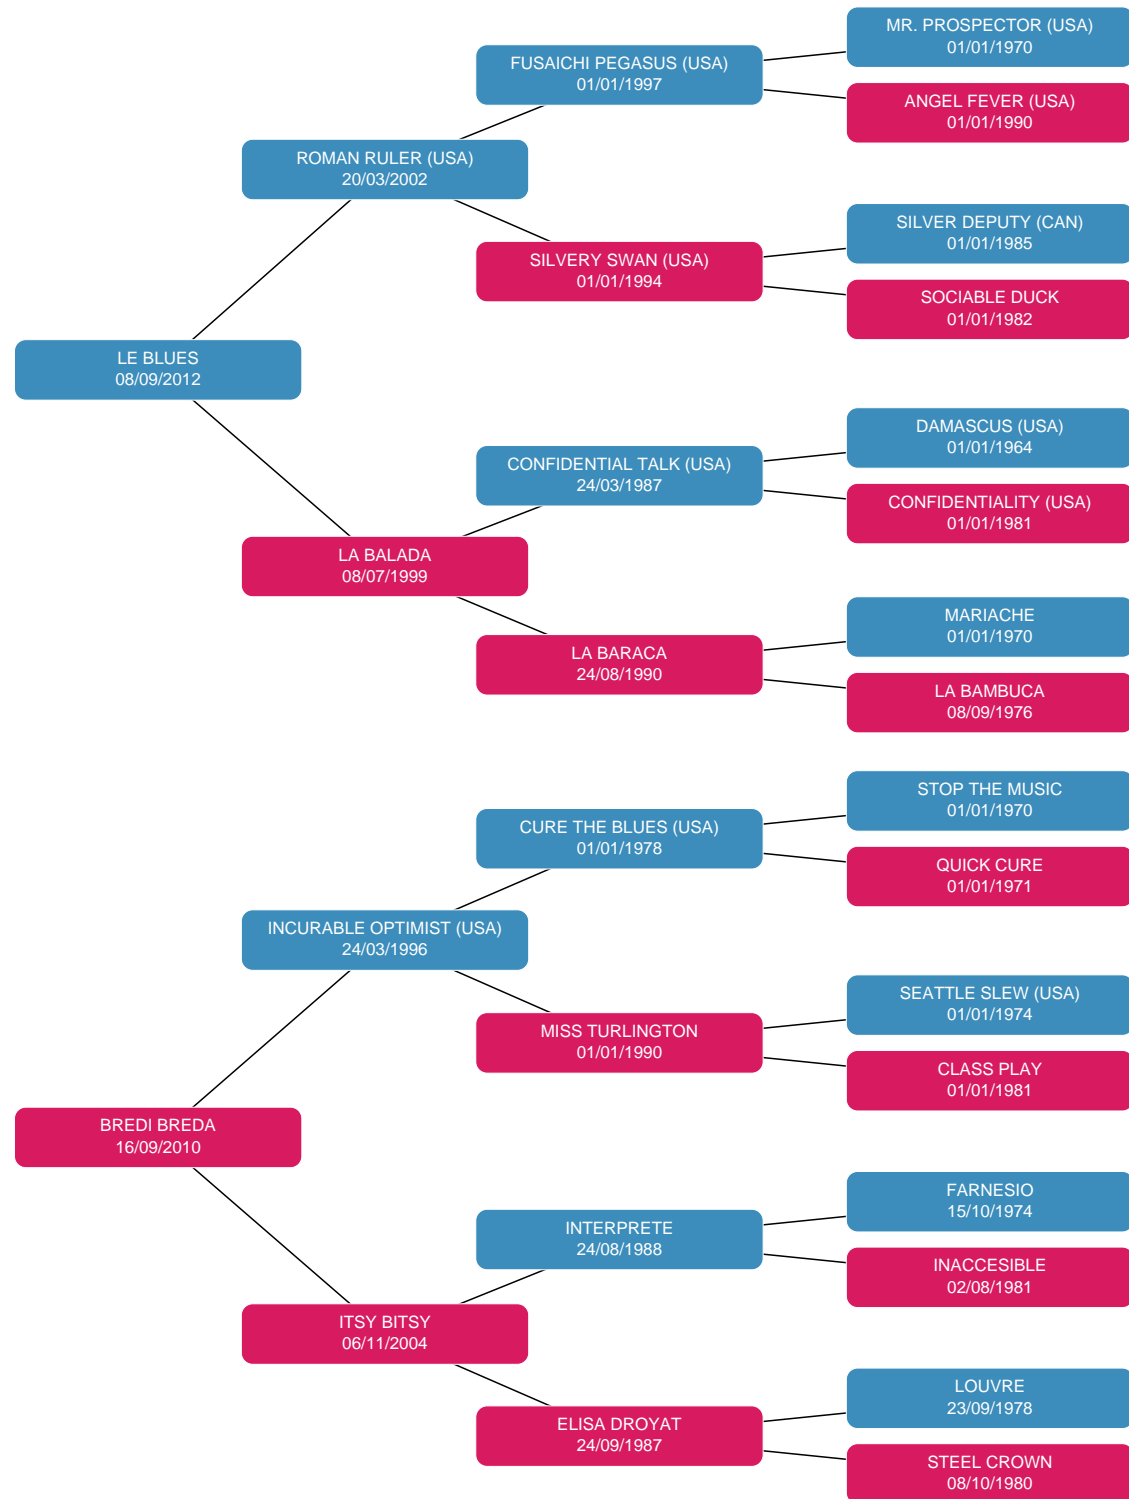 MR. PROSPECTOR (USA)
01/01/1970
FUSAICHI PEGASUS (USA)
01/01/1997
ANGEL FEVER (USA)
01/01/1990
ROMAN RULER (USA)
20/03/2002
SILVER DEPUTY (CAN)
01/01/1985
SILVERY SWAN (USA)
01/01/1994
SOCIABLE DUCK
01/01/1982
LE BLUES
08/09/2012
DAMASCUS (USA)
01/01/1964
CONFIDENTIAL TALK (USA)
24/03/1987
CONFIDENTIALITY (USA)
01/01/1981
LA BALADA
08/07/1999
MARIACHE
01/01/1970
LA BARACA
24/08/1990
LA BAMBUCA
08/09/1976
STOP THE MUSIC
01/01/1970
CURE THE BLUES (USA)
01/01/1978
QUICK CURE
01/01/1971
INCURABLE OPTIMIST (USA)
24/03/1996
SEATTLE SLEW (USA)
01/01/1974
MISS TURLINGTON
01/01/1990
CLASS PLAY
01/01/1981
BREDI BREDA
16/09/2010
FARNESIO
15/10/1974
INTERPRETE
24/08/1988
INACCESIBLE
02/08/1981
ITSY BITSY
06/11/2004
LOUVRE
23/09/1978
ELISA DROYAT
24/09/1987
STEEL CROWN
08/10/1980